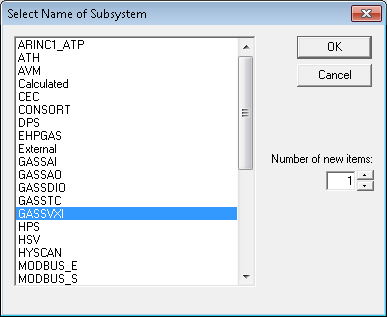 Select Name of Subsystem
ARINC1_ATP
ATH
AVM
Calculated
CEC
CONSORT
DPS
EHPGAS
External
GASSAI
GASSAO
GASSDIO
GASSTC
GASSVXI
HPS
HSV
HYSCAN
MODBUS_E
MODBUS_S
OK
Cancel
Number of new items:
1